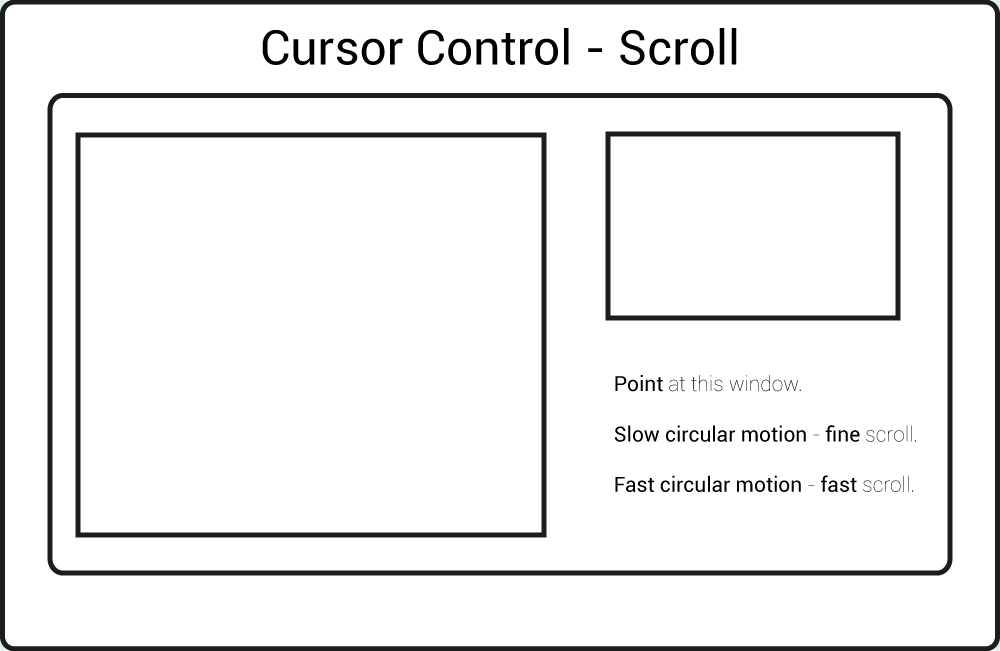 Cursor Control - Scroll
Point at this window.
Slow circular motion - fine scroll.
Fast circular motion - fast scroll.